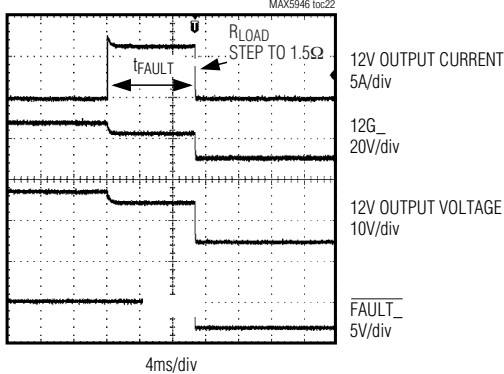 MAX5946 toc22
RLOAD
STEP TO 1.5Ω
tFAULT
12V OUTPUT CURRENT
5A/div
12G_
20V/div
12V OUTPUT VOLTAGE
10V/div
FAULT_
5V/div
4ms/div